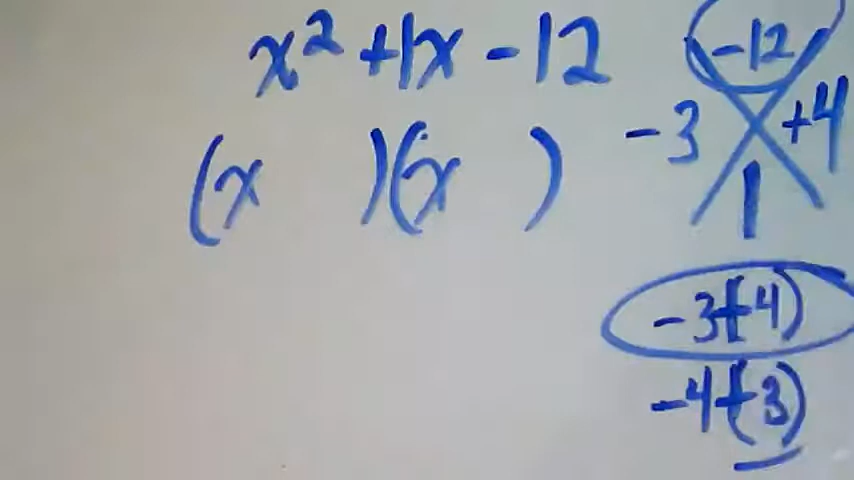 x² +1x -12
(x )(x )
-12
-3 +4
1
-3(+4)
-4(+3)